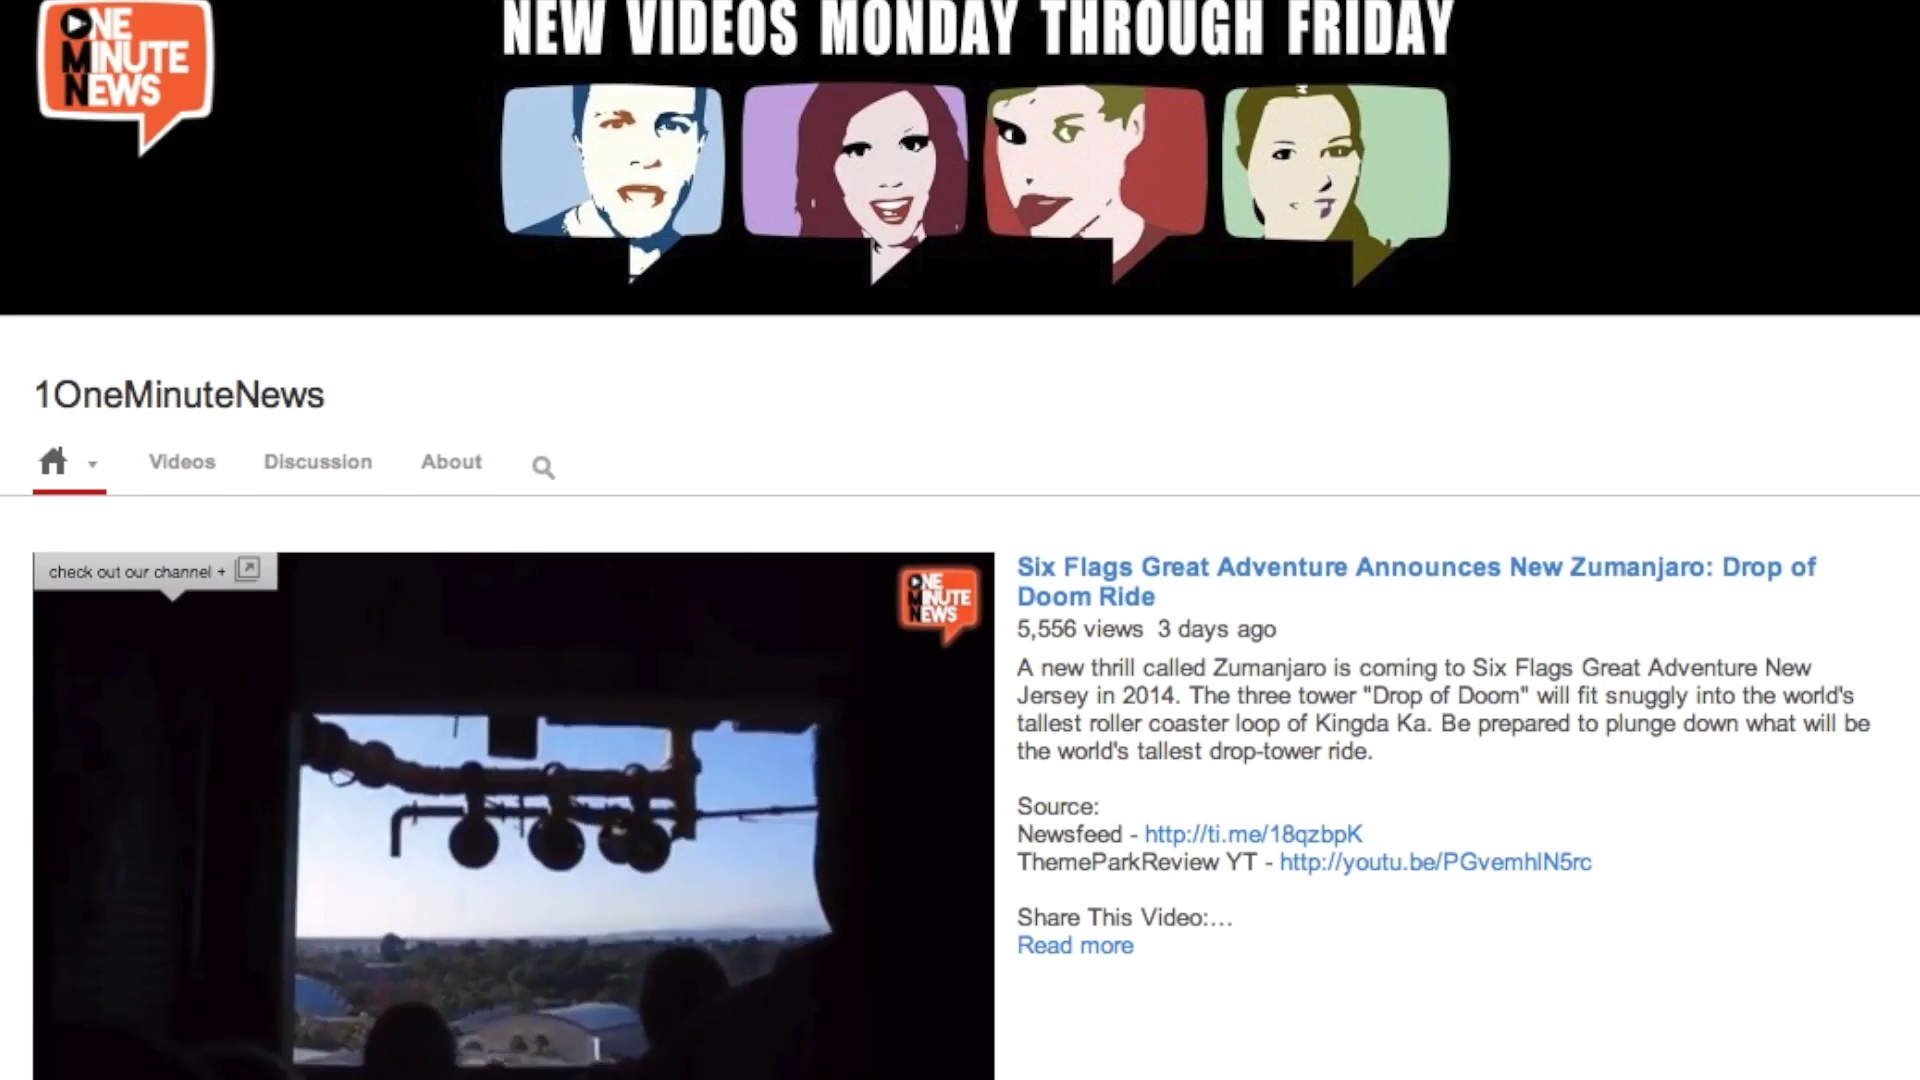 ONE
MINUTE
NEWS
NEW VIDEOS MONDAY THROUGH FRIDAY
1OneMinuteNews
Videos Discussion About
check out our channel +
ONE
MINUTE
NEWS
Six Flags Great Adventure Announces New Zumanjaro: Drop of
Doom Ride
5,556 views 3 days ago
A new thrill called Zumanjaro is coming to Six Flags Great Adventure New
Jersey in 2014. The three tower "Drop of Doom" will fit snuggly into the world's
tallest roller coaster loop of Kingda Ka. Be prepared to plunge down what will be
the world's tallest drop-tower ride.
Source:
Newsfeed - http://ti.me/18qzbpK
ThemeParkReview YT - http://youtu.be/PGvemhlN5rc
Share This Video:...
Read more